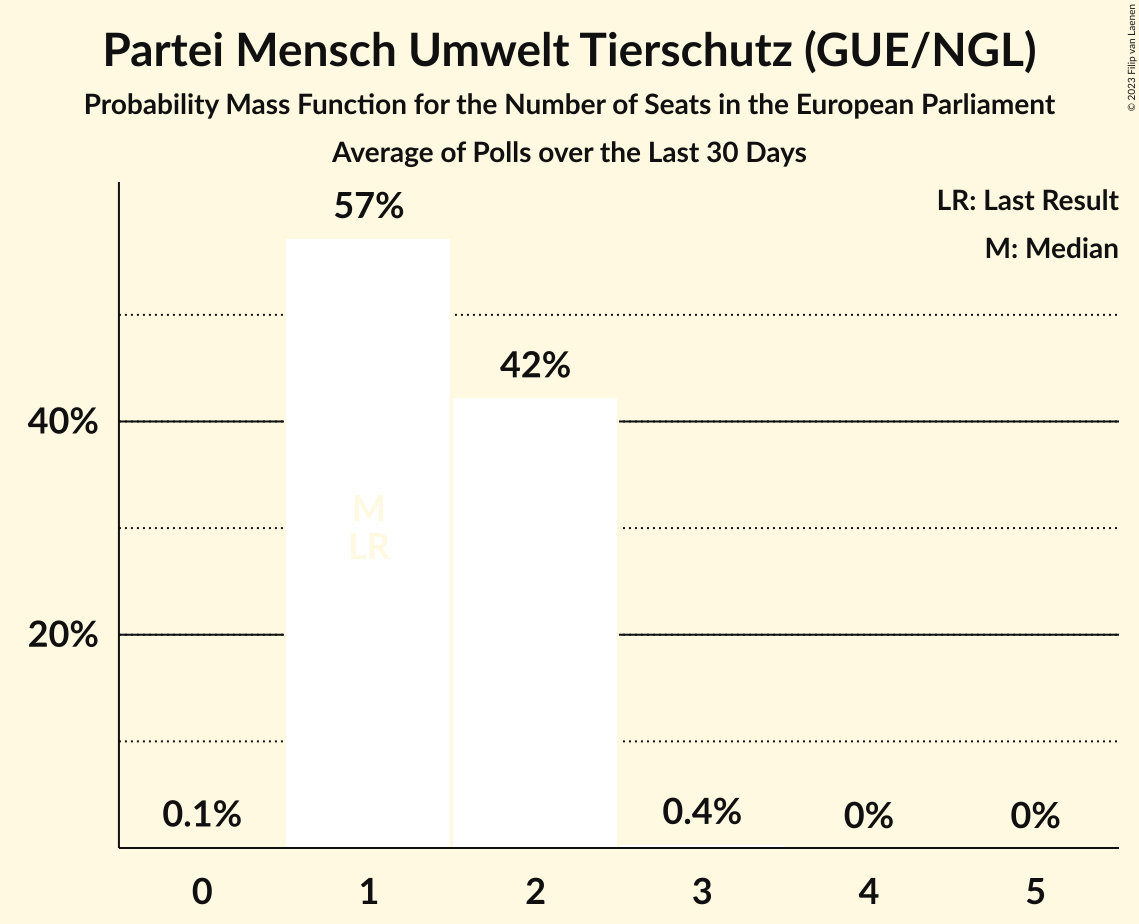 Partei Mensch Umwelt Tierschutz (GUE/NGL)
Probability Mass Function for the Number of Seats in the European Parliament
Average of Polls over the Last 30 Days
© 2023 Filip van Laenen
LR: Last Result
M: Median
57%
42%
40%
M
LR
20%
0.1%
0.4%
0%
0%
0 1 2 3 4 5